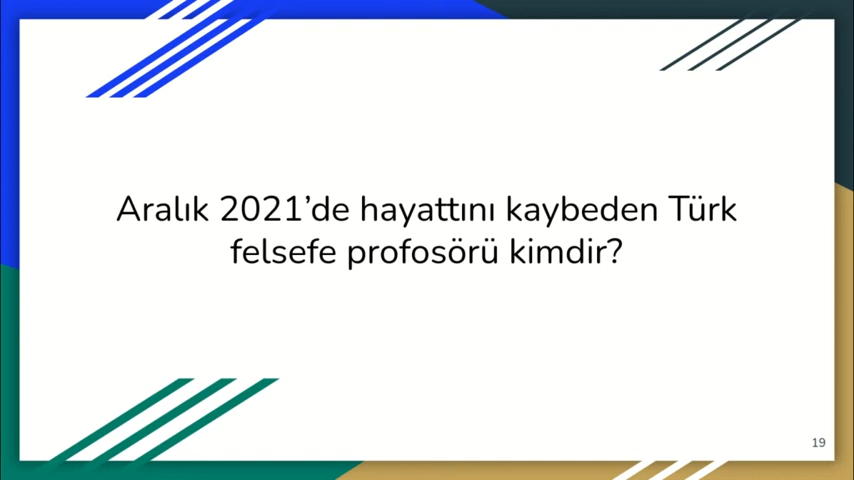 Aralık 2021’de hayattını kaybeden Türk
felsefe profosörü kimdir?
19